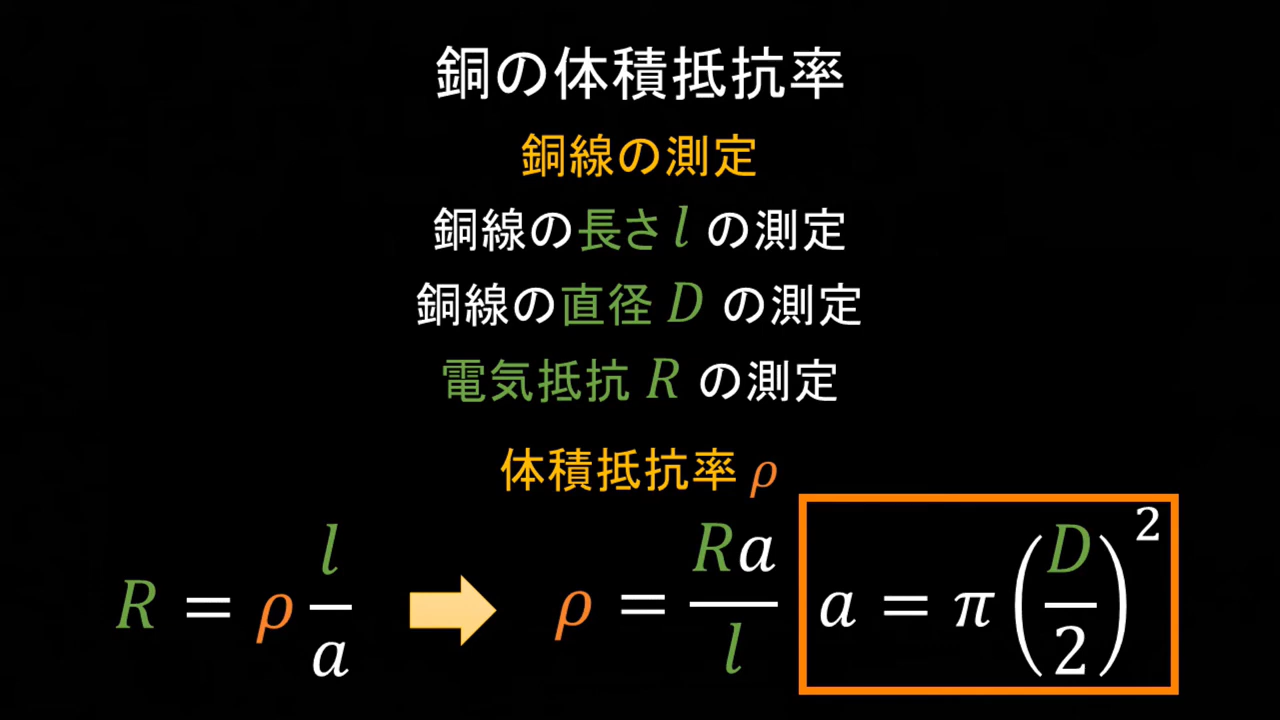 銅の体積抵抗率
銅線の測定
銅線の長さ l の測定
銅線の直径 D の測定
電気抵抗 R の測定
体積抵抗率 ρ
R = ρ l/a
ρ = Ra/l
a = π(D/2)²